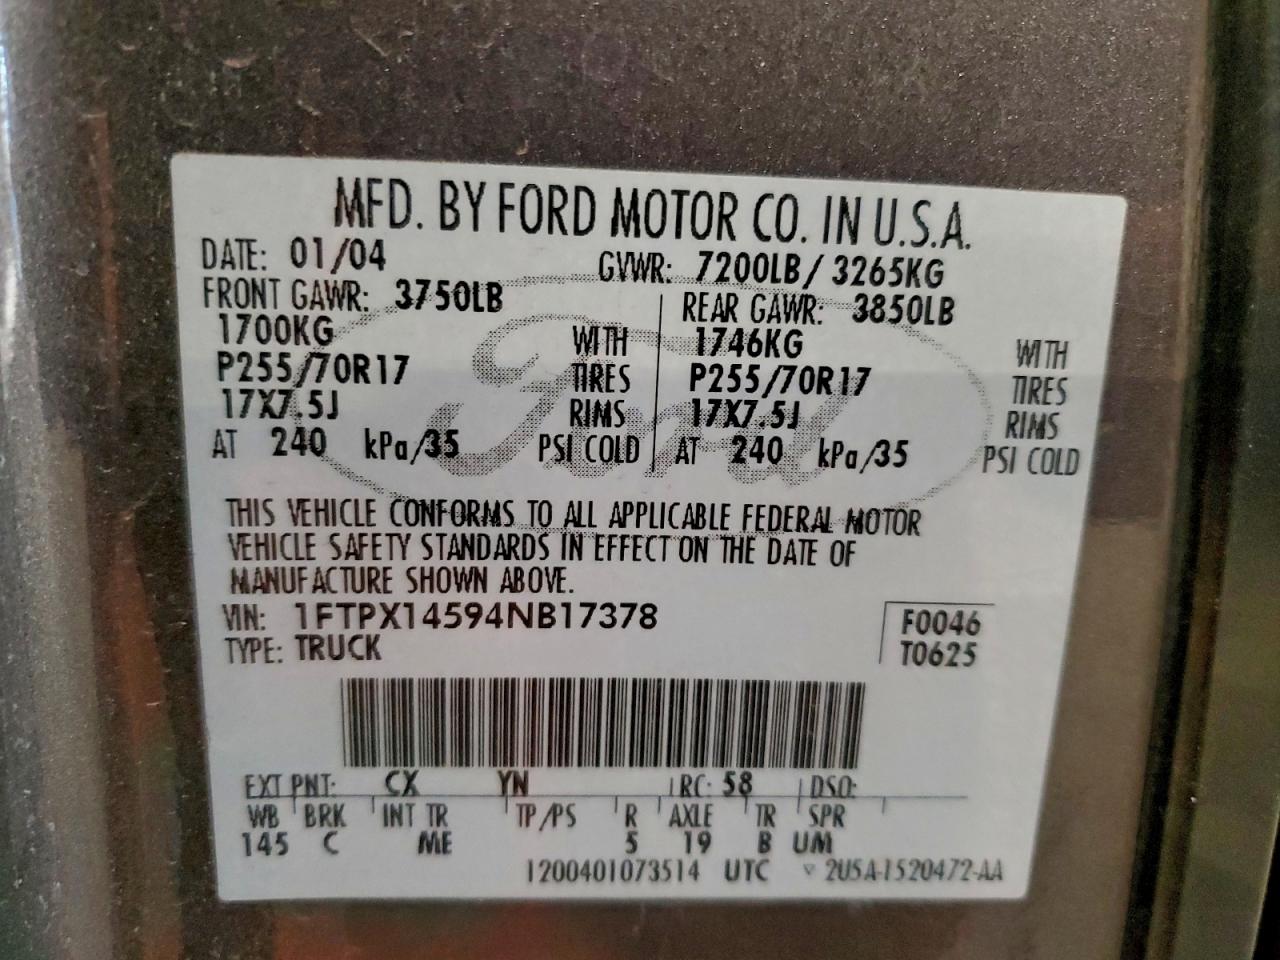 MFD. BY FORD MOTOR CO. IN U.S.A.
DATE: 01/04 GVWR: 7200LB/ 3265KG
FRONT GAWR: 3750LB REAR GAWR: 3850LB
1700KG WITH 1746KG WITH
P255/70R17 TIRES P255/70R17 TIRES
17X7.5J RIMS 17X7.5J RIMS
AT 240 kPa/35 PSI COLD AT 240 kPa/35 PSI COLD
Ford
THIS VEHICLE CONFORMS TO ALL APPLICABLE FEDERAL MOTOR
VEHICLE SAFETY STANDARDS IN EFFECT ON THE DATE OF
MANUFACTURE SHOWN ABOVE.
VIN: 1FTPX14594NB17378 F0046
TYPE: TRUCK T0625
EXT PNT: CX YN RC: 58 DSO:
WB BRK INT TR TP/PS R AXLE TR SPR
145 C ME 5 19 B UM
1200401073514 UTC ▿ 2U5A-1520472-AA